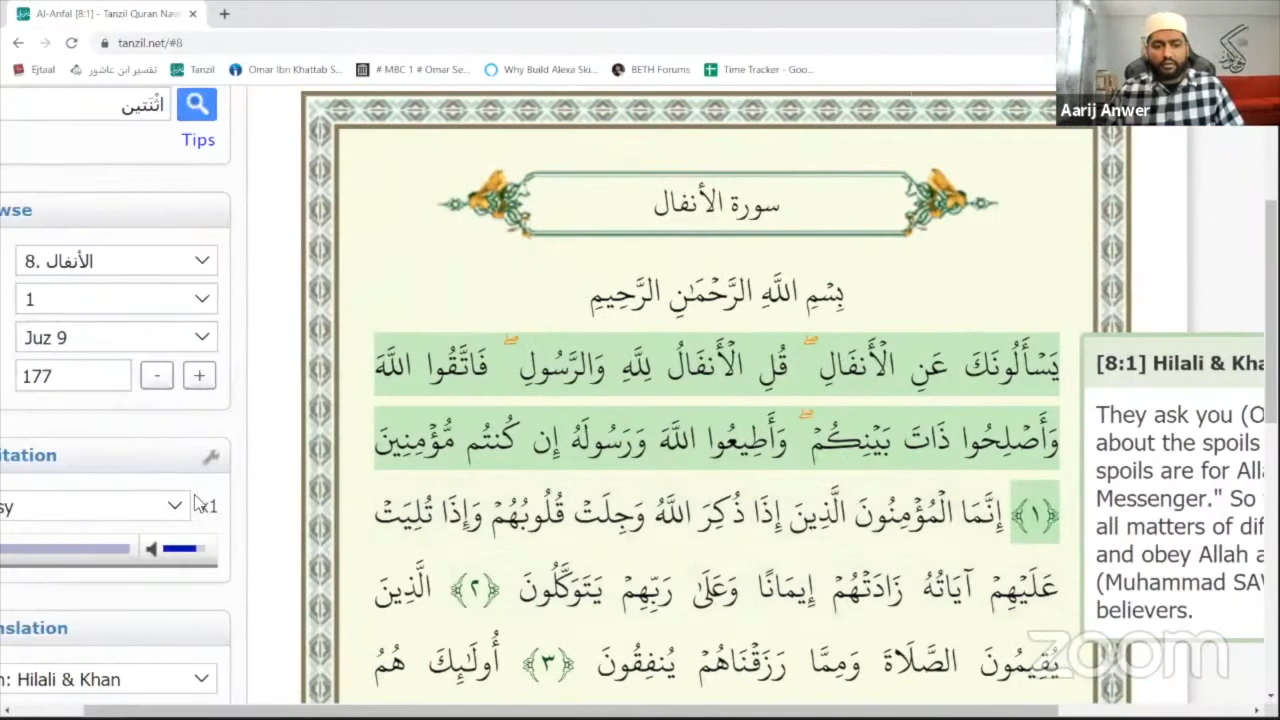 Al-Anfal [8:1] - Tanzil Quran Nav
tanzil.net/#8
Ejtaal
تفسير ابن عاشور
Tanzil
Omar Ibn Khattab S...
# MBC 1 # Omar Se...
Why Build Alexa Ski...
BETH Forums
Time Tracker - Goo...
Aarij Anwer
اثْنَتين
Tips
wse
8. الأنفال
1
Juz 9
177
-
+
itation
sy
x1
nslation
n: Hilali & Khan
سورة الأنفال
بِسْمِ اللَّهِ الرَّحْمَٰنِ الرَّحِيمِ
يَسْأَلُونَكَ عَنِ الْأَنفَالِ ۖ قُلِ الْأَنفَالُ لِلَّهِ وَالرَّسُولِ ۖ فَاتَّقُوا اللَّهَ
وَأَصْلِحُوا ذَاتَ بَيْنِكُمْ ۖ وَأَطِيعُوا اللَّهَ وَرَسُولَهُ إِن كُنتُم مُّؤْمِنِينَ
﴿١﴾ إِنَّمَا الْمُؤْمِنُونَ الَّذِينَ إِذَا ذُكِرَ اللَّهُ وَجِلَتْ قُلُوبُهُمْ وَإِذَا تُلِيَتْ
عَلَيْهِمْ آيَاتُهُ زَادَتْهُمْ إِيمَانًا وَعَلَىٰ رَبِّهِمْ يَتَوَكَّلُونَ ﴿٢﴾ الَّذِينَ
يُقِيمُونَ الصَّلَاةَ وَمِمَّا رَزَقْنَاهُمْ يُنفِقُونَ ﴿٣﴾ أُولَٰئِكَ هُمُ
[8:1] Hilali & Kha
They ask you (O
about the spoils
spoils are for All
Messenger." So
all matters of dif
and obey Allah a
(Muhammad SAW
believers.
zoom